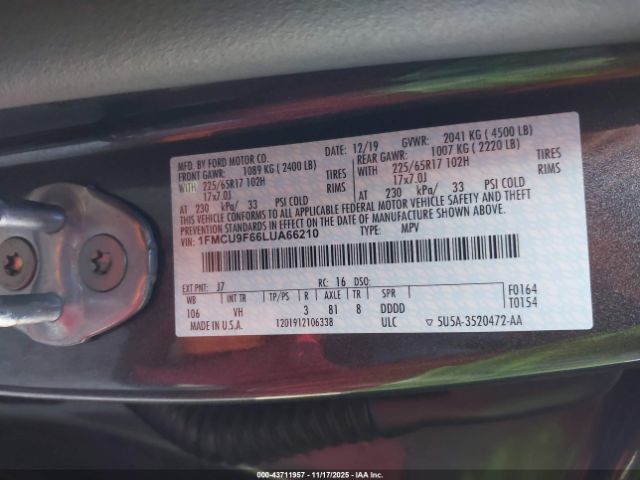 MFD. BY FORD MOTOR CO.
DATE: 12/19 GVWR: 2041 KG ( 4500 LB)
FRONT GAWR: 1089 KG ( 2400 LB)
REAR GAWR: 1007 KG ( 2220 LB)
WITH 225/65R17 102H TIRES
225/65R17 102H TIRES
17x7.0J RIMS
17x7.0J RIMS
AT 230 kPa/ 33 PSI COLD
AT 230 kPa/ 33 PSI COLD
THIS VEHICLE CONFORMS TO ALL APPLICABLE FEDERAL MOTOR VEHICLE SAFETY AND THEFT
PREVENTION STANDARDS IN EFFECT ON THE DATE OF MANUFACTURE SHOWN ABOVE.
VIN: 1FMCU9F66LUA66210
TYPE: MPV
EXT PNT: J7 RC: 16 DSO:
WB INT TR TP/PS R AXLE TR SPR
106 VH 3 81 8 DDDD
F0164
T0154
MADE IN U.S.A. 1201912106338 ULC ▽ 5U5A-3520472-AA
000-43711957 - 11/17/2025 - IAAI, Inc.